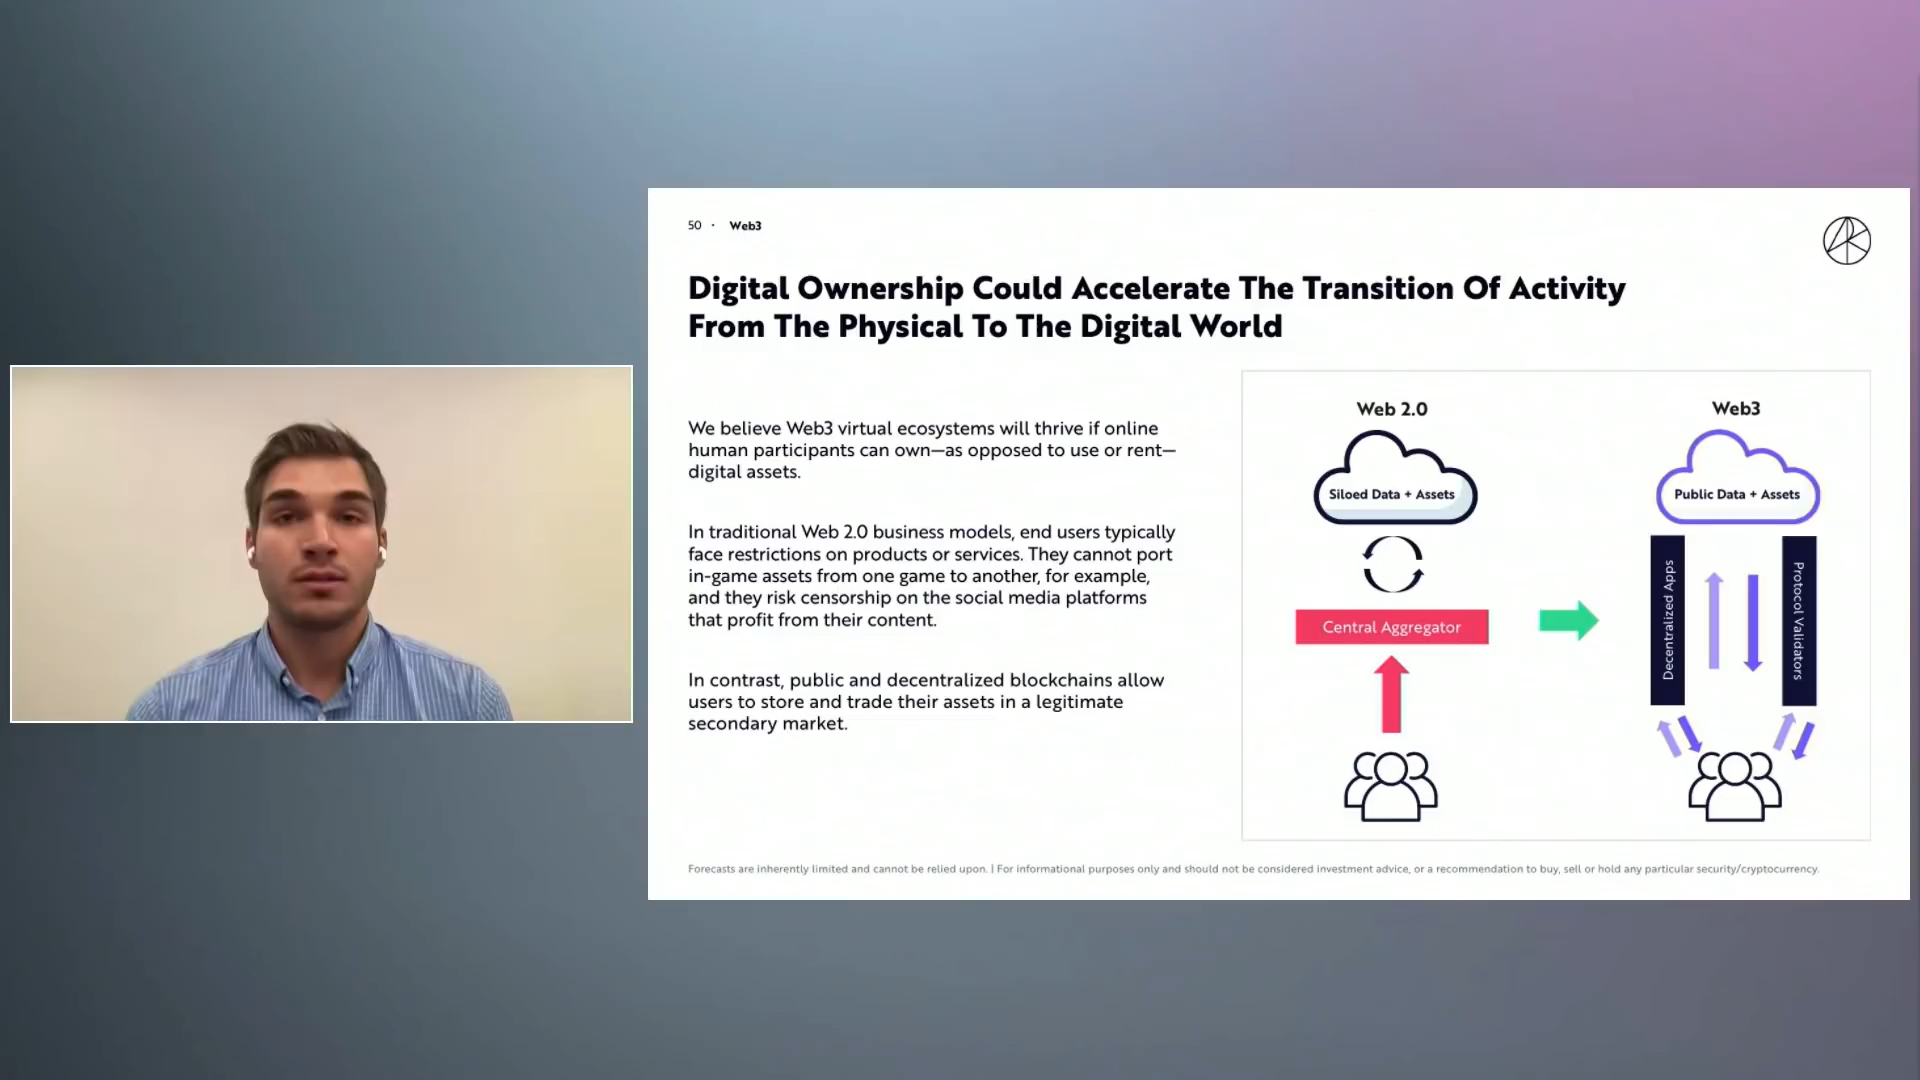 50 · Web3
Digital Ownership Could Accelerate The Transition Of Activity
From The Physical To The Digital World
We believe Web3 virtual ecosystems will thrive if online
human participants can own—as opposed to use or rent—
digital assets.
In traditional Web 2.0 business models, end users typically
face restrictions on products or services. They cannot port
in-game assets from one game to another, for example,
and they risk censorship on the social media platforms
that profit from their content.
In contrast, public and decentralized blockchains allow
users to store and trade their assets in a legitimate
secondary market.
Web 2.0
Siloed Data + Assets
Central Aggregator
Web3
Public Data + Assets
Decentralized Apps
Protocol Validators
Forecasts are inherently limited and cannot be relied upon. | For informational purposes only and should not be considered investment advice, or a recommendation to buy, sell or hold any particular security/cryptocurrency.